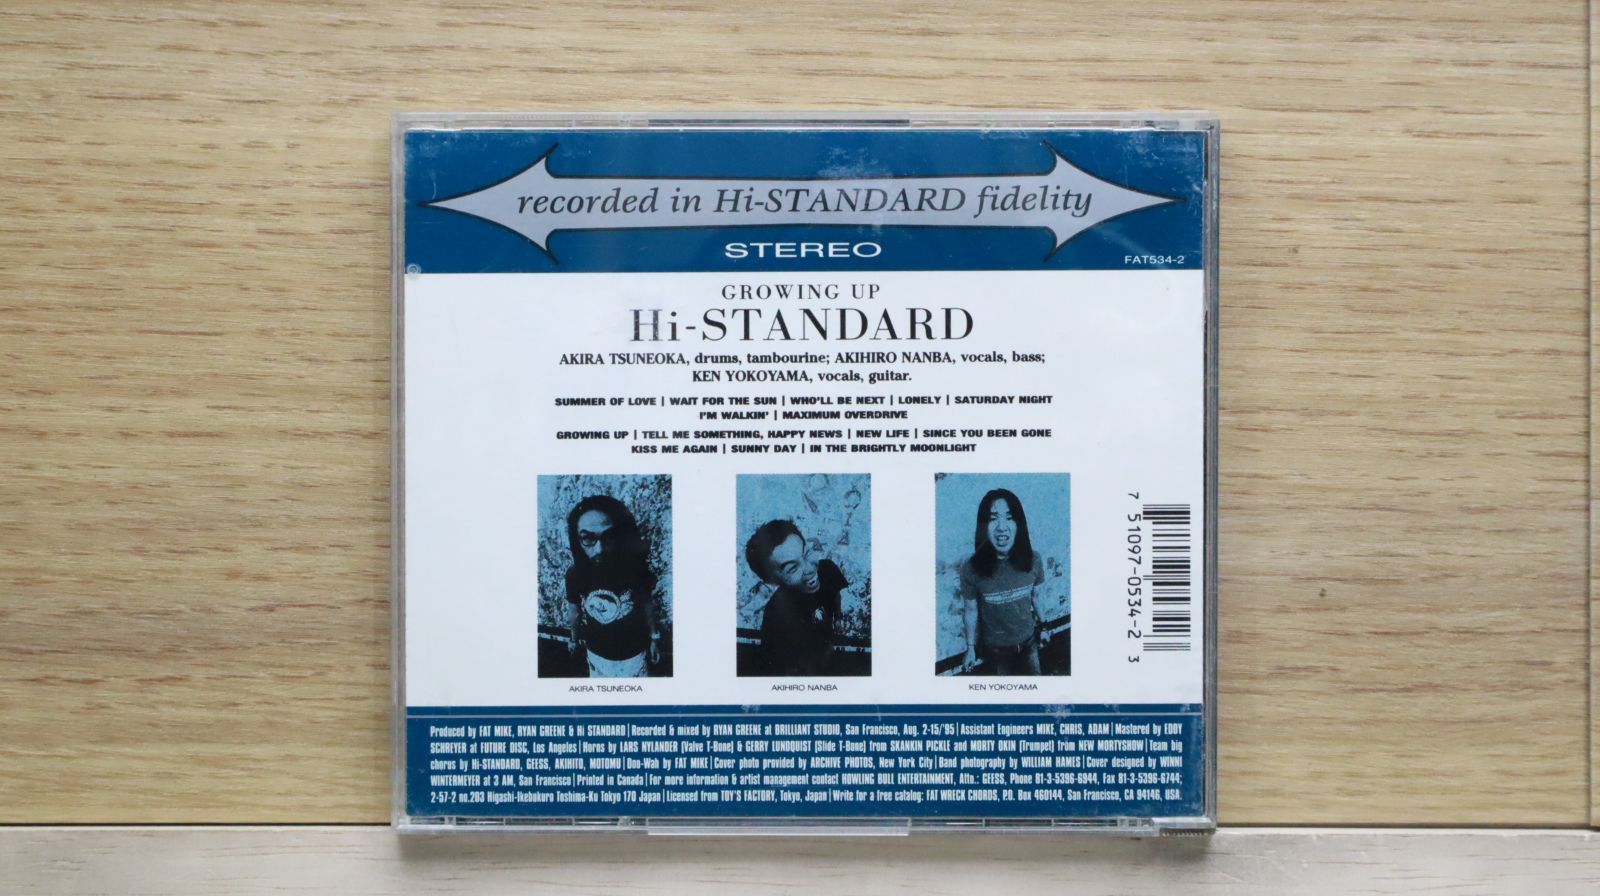 recorded in Hi-STANDARD fidelity
STEREO
FAT534-2
GROWING UP
Hi-STANDARD
AKIRA TSUNEOKA, drums, tambourine; AKIHIRO NANBA, vocals, bass;
KEN YOKOYAMA, vocals, guitar.
SUMMER OF LOVE | WAIT FOR THE SUN | WHO'LL BE NEXT | LONELY | SATURDAY NIGHT
I'M WALKIN' | MAXIMUM OVERDRIVE
GROWING UP | TELL ME SOMETHING, HAPPY NEWS | NEW LIFE | SINCE YOU BEEN GONE
KISS ME AGAIN | SUNNY DAY | IN THE BRIGHTLY MOONLIGHT
AKIRA TSUNEOKA
AKIHIRO NANBA
KEN YOKOYAMA
7 51097-0534-2 3
Produced by FAT MIKE, RYAN GREENE & Hi STANDARD | Recorded & mixed by RYAN GREENE at BRILLIANT STUDIO, San Francisco, Aug. 2-15/'95 | Assistant Engineers MIKE, CHRIS, ADAM | Mastered by EDDY
SCHREYER at FUTURE DISC, Los Angeles | Horns by LARS NYLANDER (Valve T-Bone) & GERRY LUNDQUIST (Slide T-Bone) from SKANKIN PICKLE and MORTY OKIN (Trumpet) from NEW MORTYSHOW | Team big
chorus by Hi-STANDARD, GEESS, AKIHITO, MOTOMU | Doo-Wah by FAT MIKE | Cover photo provided by ARCHIVE PHOTOS, New York City | Band photography by WILLIAM HAMES | Cover designed by WINNI
WINTERMEYER at 3 AM, San Francisco | Printed in Canada | For more information & artist management contact HOWLING BULL ENTERTAINMENT, Attn.: GEESS, Phone 81-3-5396-6944, Fax 81-3-5396-6744;
2-57-2 no.203 Higashi-Ikebukuro Toshima-Ku Tokyo 170 Japan | Licensed from TOY'S FACTORY, Tokyo, Japan | Write for a free catalog: FAT WRECK CHORDS, P.O. Box 460144, San Francisco, CA 94146, USA.